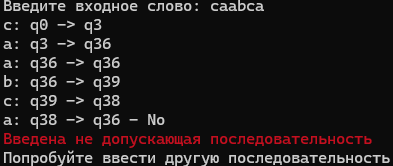 Введите входное слово: caabca
c: q0 -> q3
a: q3 -> q36
a: q36 -> q36
b: q36 -> q39
c: q39 -> q38
a: q38 -> q36 - No
Введена не допускающая последовательность
Попробуйте ввести другую последовательность